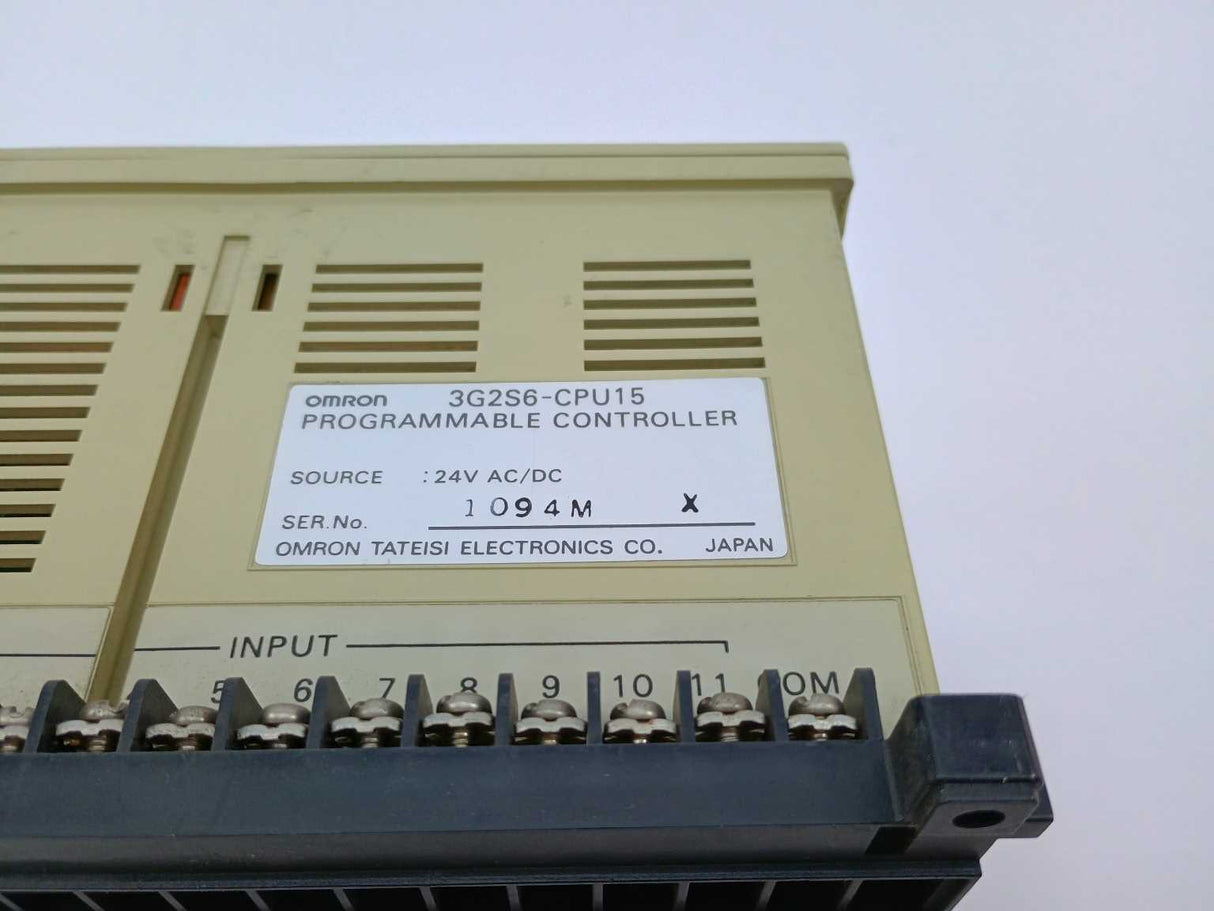 OMRON 3G2S6-CPU15
PROGRAMMABLE CONTROLLER
SOURCE : 24V AC/DC
SER.No. 1094M X
OMRON TATEISI ELECTRONICS CO. JAPAN
INPUT
5 6 7 8 9 10 11 COM